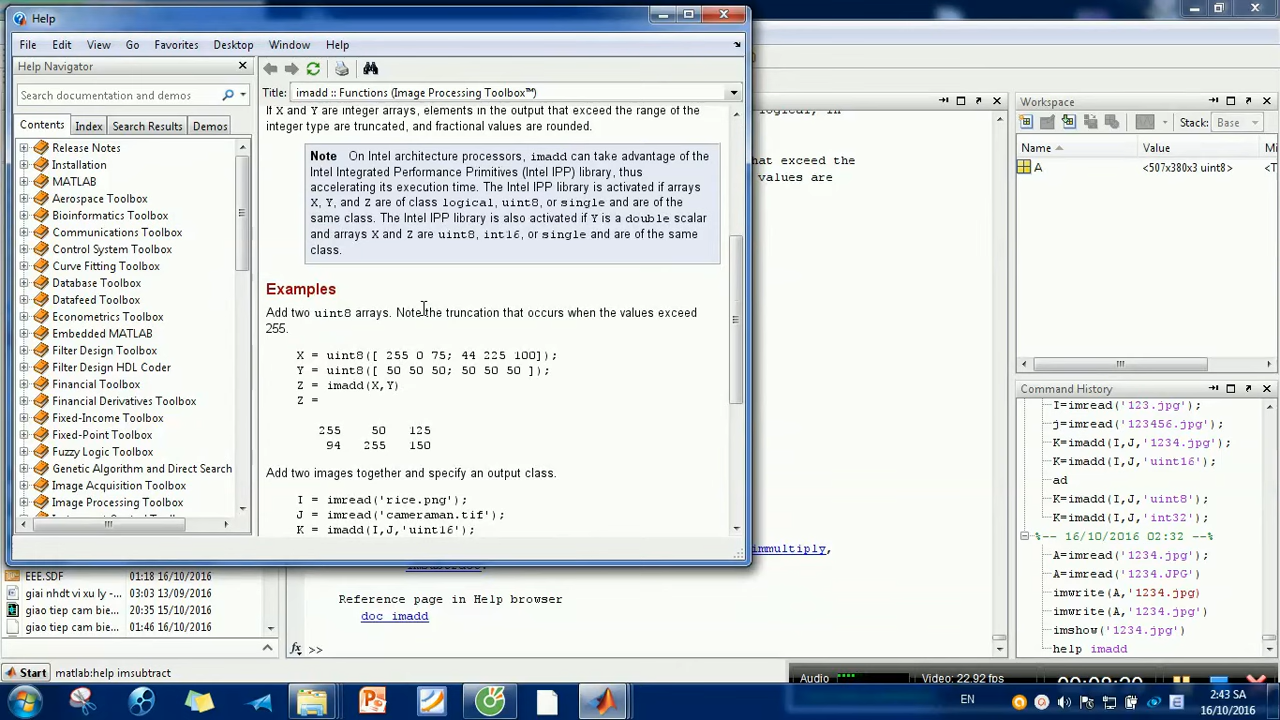 Help
File Edit View Go Favorites Desktop Window Help
Help Navigator
Search documentation and demos
Contents Index Search Results Demos
Release Notes
Installation
MATLAB
Aerospace Toolbox
Bioinformatics Toolbox
Communications Toolbox
Control System Toolbox
Curve Fitting Toolbox
Database Toolbox
Datafeed Toolbox
Econometrics Toolbox
Embedded MATLAB
Filter Design Toolbox
Filter Design HDL Coder
Financial Toolbox
Financial Derivatives Toolbox
Fixed-Income Toolbox
Fixed-Point Toolbox
Fuzzy Logic Toolbox
Genetic Algorithm and Direct Search
Image Acquisition Toolbox
Image Processing Toolbox
Title: imadd :: Functions (Image Processing Toolbox™)
If X and Y are integer arrays, elements in the output that exceed the range of the
integer type are truncated, and fractional values are rounded.
Note On Intel architecture processors, imadd can take advantage of the
Intel Integrated Performance Primitives (Intel IPP) library, thus
accelerating its execution time. The Intel IPP library is activated if arrays
X, Y, and Z are of class logical, uint8, or single and are of the
same class. The Intel IPP library is also activated if Y is a double scalar
and arrays X and Z are uint8, int16, or single and are of the same
class.
Examples
Add two uint8 arrays. Note the truncation that occurs when the values exceed
255.
X = uint8([ 255 0 75; 44 225 100]);
Y = uint8([ 50 50 50; 50 50 50 ]);
Z = imadd(X,Y)
Z =
255 50 125
94 255 150
Add two images together and specify an output class.
I = imread('rice.png');
J = imread('cameraman.tif');
K = imadd(I,J,'uint16');
logical, in
hat exceed the
values are
immultiply,
Reference page in Help browser
doc imadd
fx >>
Workspace
Stack: Base
Name Value Mi
A <507x380x3 uint8> <T
Command History
I=imread('123.jpg');
j=imread('123456.jpg');
K=imadd(I,J,'1234.jpg');
K=imadd(I,J,'uint16');
ad
K=imadd(I,J,'uint8');
K=imadd(I,J,'int32');
%-- 16/10/2016 02:32 --%
A=imread('1234.jpg');
A=imread('1234.JPG');
imwrite(A,'1234.jpg)
imwrite(A,'1234.jpg')
imshow('1234.jpg')
help imadd
EEE.SDF 01:18 16/10/2016
giai nhdt vi xu ly -... 03:03 13/09/2016
giao tiep cam bie... 20:35 15/10/2016
giao tiep cam bie... 01:46 16/10/2016
Start matlab:help imsubtract
Audio Video: 22.92 fps
EN
2:43 SA
16/10/2016